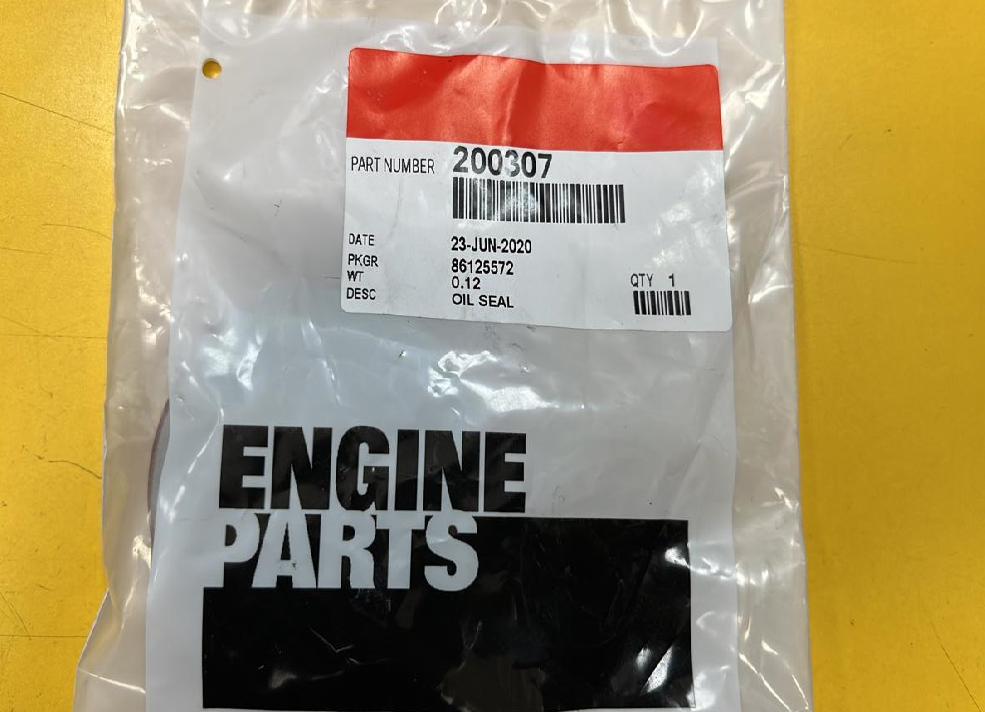 PART NUMBER 200307
DATE 23-JUN-2020
PKGR 86125572
WT 0.12
DESC OIL SEAL
QTY 1
ENGINE
PARTS